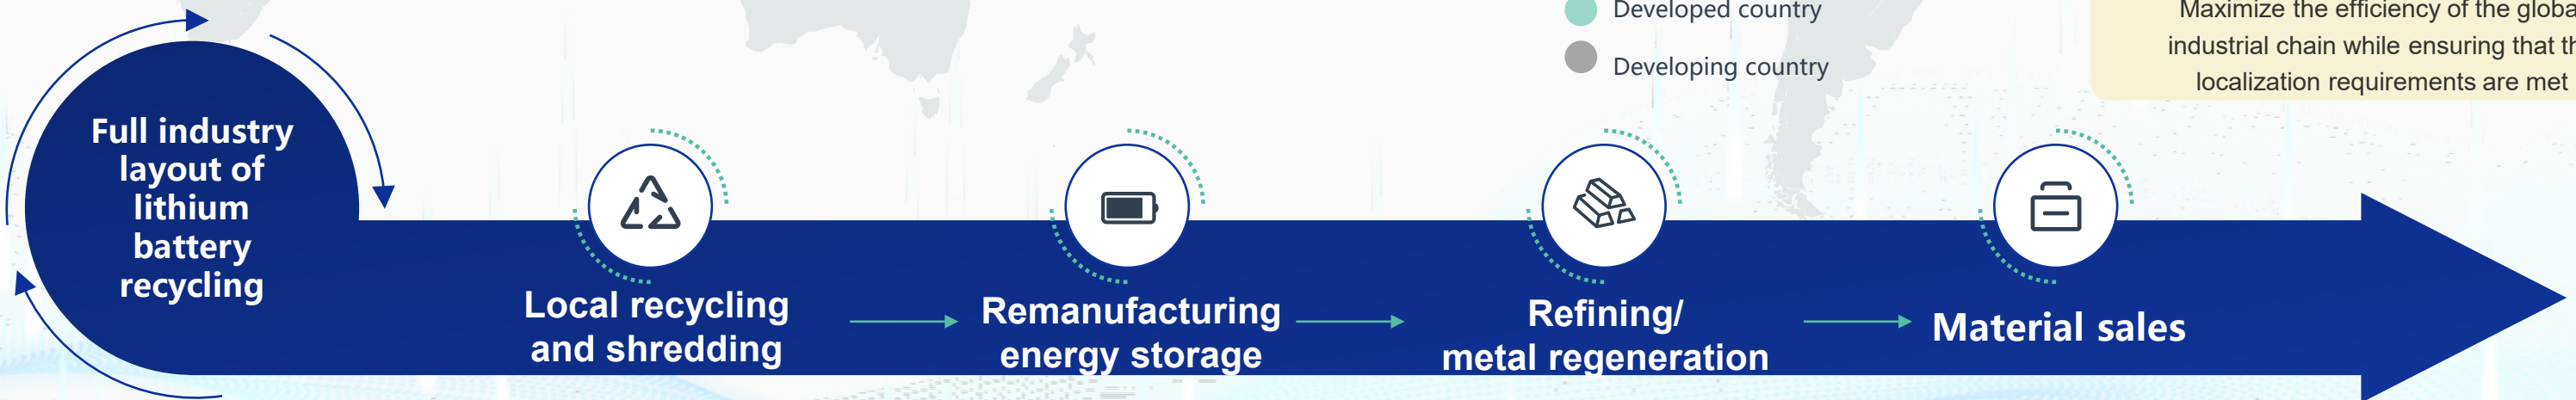 Developed country
Developing country
Maximize the efficiency of the globa
industrial chain while ensuring that th
localization requirements are met
Full industry
layout of
lithium
battery
recycling
Local recycling
and shredding
Remanufacturing
energy storage
Refining/
metal regeneration
Material sales